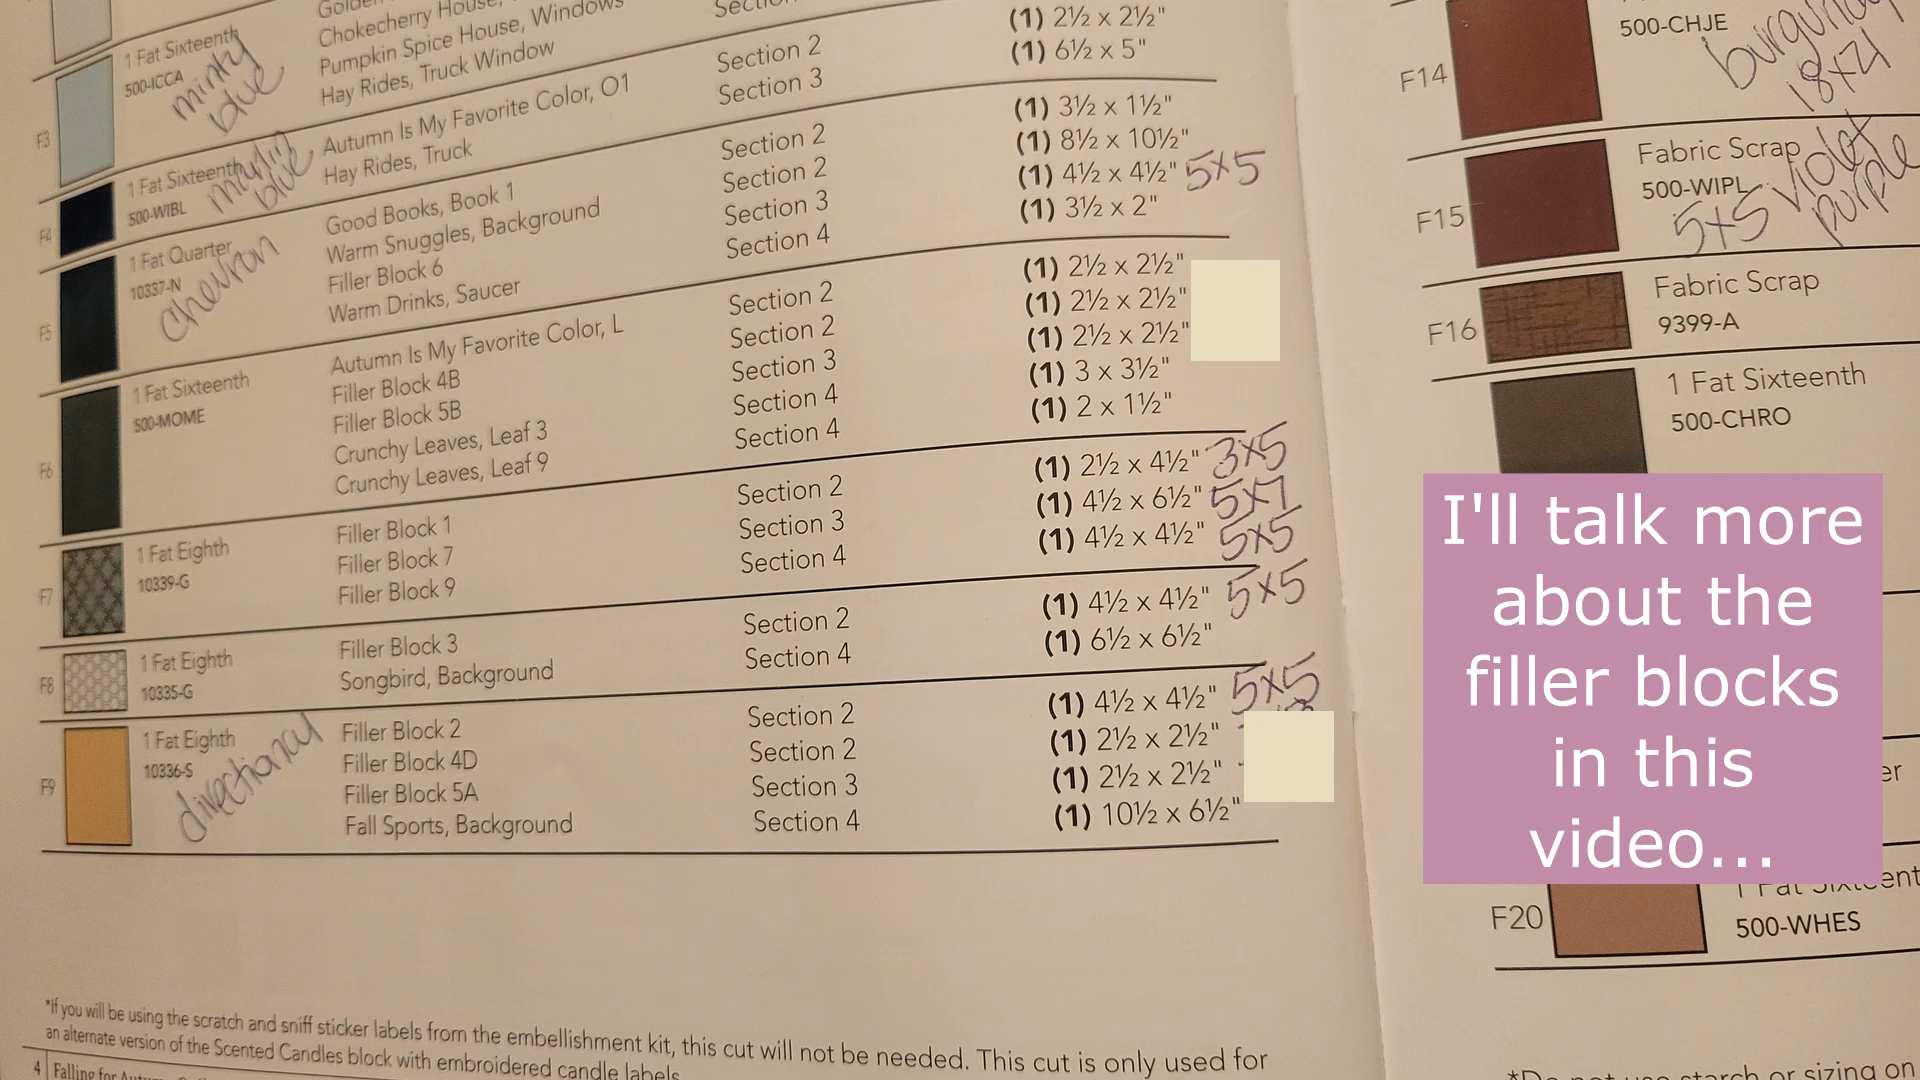 Chokecherry House,
Pumpkin Spice House, Windows
Hay Rides, Truck Window
(1) 2½ x 2½"
(1) 6½ x 5"
F3
1 Fat Sixteenth
500-ICCA
minty
blue
Autumn Is My Favorite Color, O1
Hay Rides, Truck
Section 2
Section 3
(1) 3½ x 1½"
(1) 8½ x 10½"
F4
1 Fat Sixteenth
500-WIBL
marlin
blue
Good Books, Book 1
Warm Snuggles, Background
Filler Block 6
Warm Drinks, Saucer
Section 2
Section 2
Section 3
Section 4
(1) 4½ x 4½" 5x5
(1) 3½ x 2"
F5
1 Fat Quarter
10337-N
chevron
Autumn Is My Favorite Color, L
Filler Block 4B
Filler Block 5B
Crunchy Leaves, Leaf 3
Crunchy Leaves, Leaf 9
Section 2
Section 2
Section 3
Section 4
Section 4
(1) 2½ x 2½"
(1) 2½ x 2½"
(1) 2½ x 2½"
(1) 3 x 3½"
(1) 2 x 1½"
F6
1 Fat Sixteenth
500-MOME
Filler Block 1
Filler Block 7
Filler Block 9
Section 2
Section 3
Section 4
(1) 2½ x 4½" 3x5
(1) 4½ x 6½" 5x7
(1) 4½ x 4½" 5x5
F7
1 Fat Eighth
10339-G
Filler Block 3
Songbird, Background
Section 2
Section 4
(1) 4½ x 4½" 5x5
(1) 6½ x 6½"
F8
1 Fat Eighth
10335-G
Filler Block 2
Filler Block 4D
Filler Block 5A
Fall Sports, Background
Section 2
Section 2
Section 3
Section 4
(1) 4½ x 4½" 5x5
(1) 2½ x 2½"
(1) 2½ x 2½"
(1) 10½ x 6½"
F9
1 Fat Eighth
10336-S
directional
*If you will be using the scratch and sniff sticker labels from the embellishment kit, this cut will not be needed. This cut is only used for
an alternate version of the Scented Candles block with embroidered candle labels.
4 | Falling for
F14
500-CHJE
burgundy
18x21
F15
Fabric Scrap
500-WIPL
5x5 violet
purple
F16
Fabric Scrap
9399-A
1 Fat Sixteenth
500-CHRO
I'll talk more
about the
filler blocks
in this
video...
F20
500-WHES
*Do not use starch or sizing on